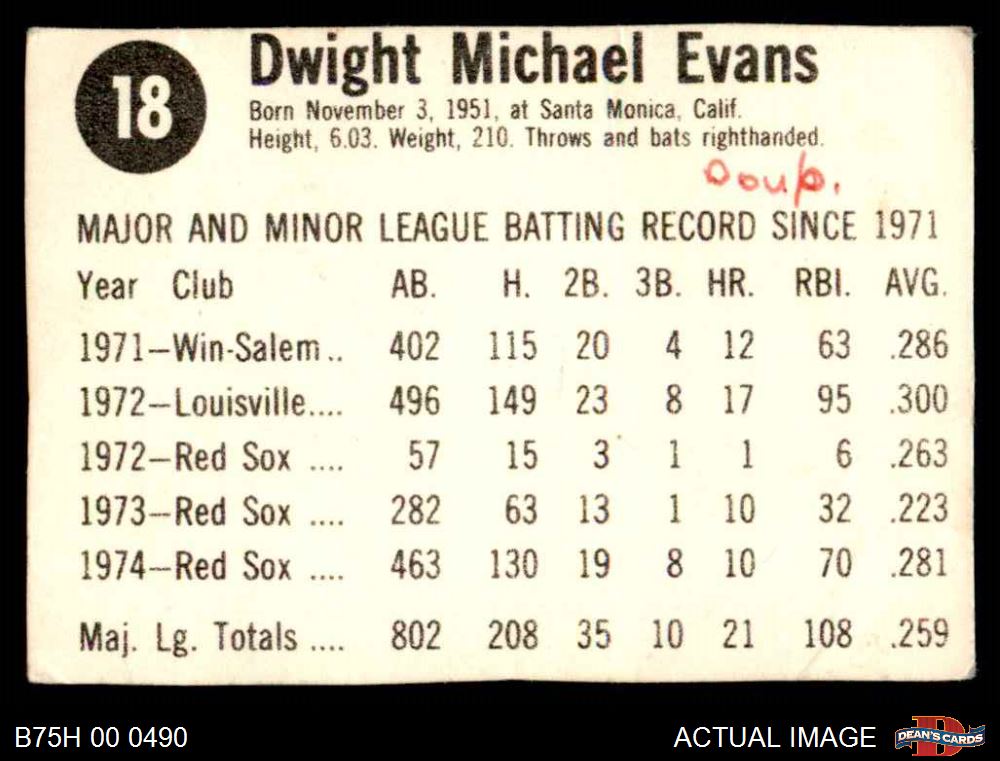 18
Dwight Michael Evans
Born November 3, 1951, at Santa Monica, Calif.
Height, 6.03. Weight, 210. Throws and bats righthanded.
Doup.
MAJOR AND MINOR LEAGUE BATTING RECORD SINCE 1971
Year Club AB. H. 2B. 3B. HR. RBI. AVG.
1971—Win-Salem.. 402 115 20 4 12 63 .286
1972—Louisville.... 496 149 23 8 17 95 .300
1972—Red Sox .... 57 15 3 1 1 6 .263
1973—Red Sox .... 282 63 13 1 10 32 .223
1974—Red Sox .... 463 130 19 8 10 70 .281
Maj. Lg. Totals .... 802 208 35 10 21 108 .259
B75H 00 0490 ACTUAL IMAGE DEAN'S CARDS